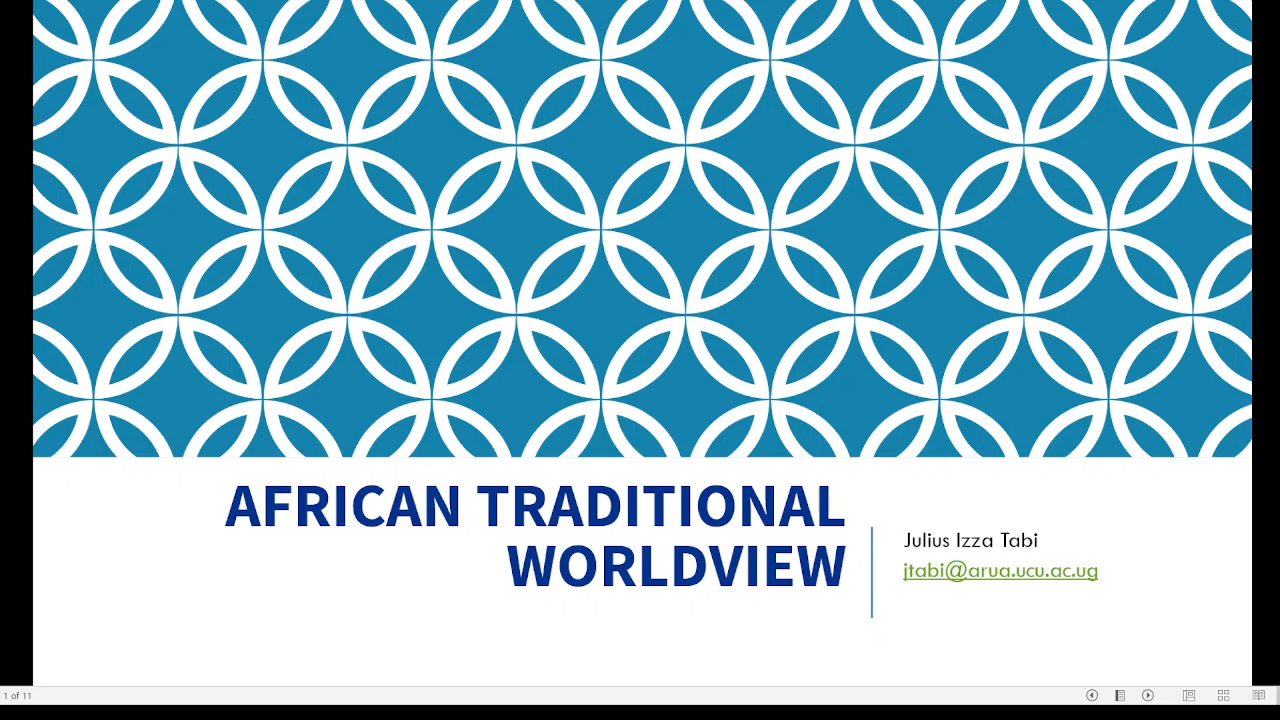 AFRICAN TRADITIONAL
WORLDVIEW
Julius Izza Tabi
jtabi@arua.ucu.ac.ug
1 of 11